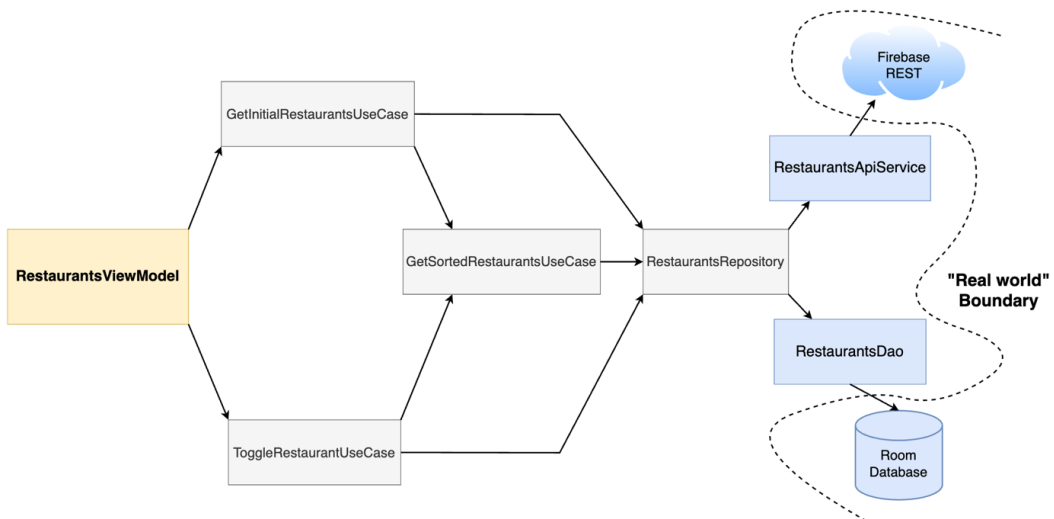 Firebase
REST
GetInitialRestaurantsUseCase
RestaurantsApiService
RestaurantsViewModel
GetSortedRestaurantsUseCase
RestaurantsRepository
"Real world"
Boundary
RestaurantsDao
ToggleRestaurantUseCase
Room
Database